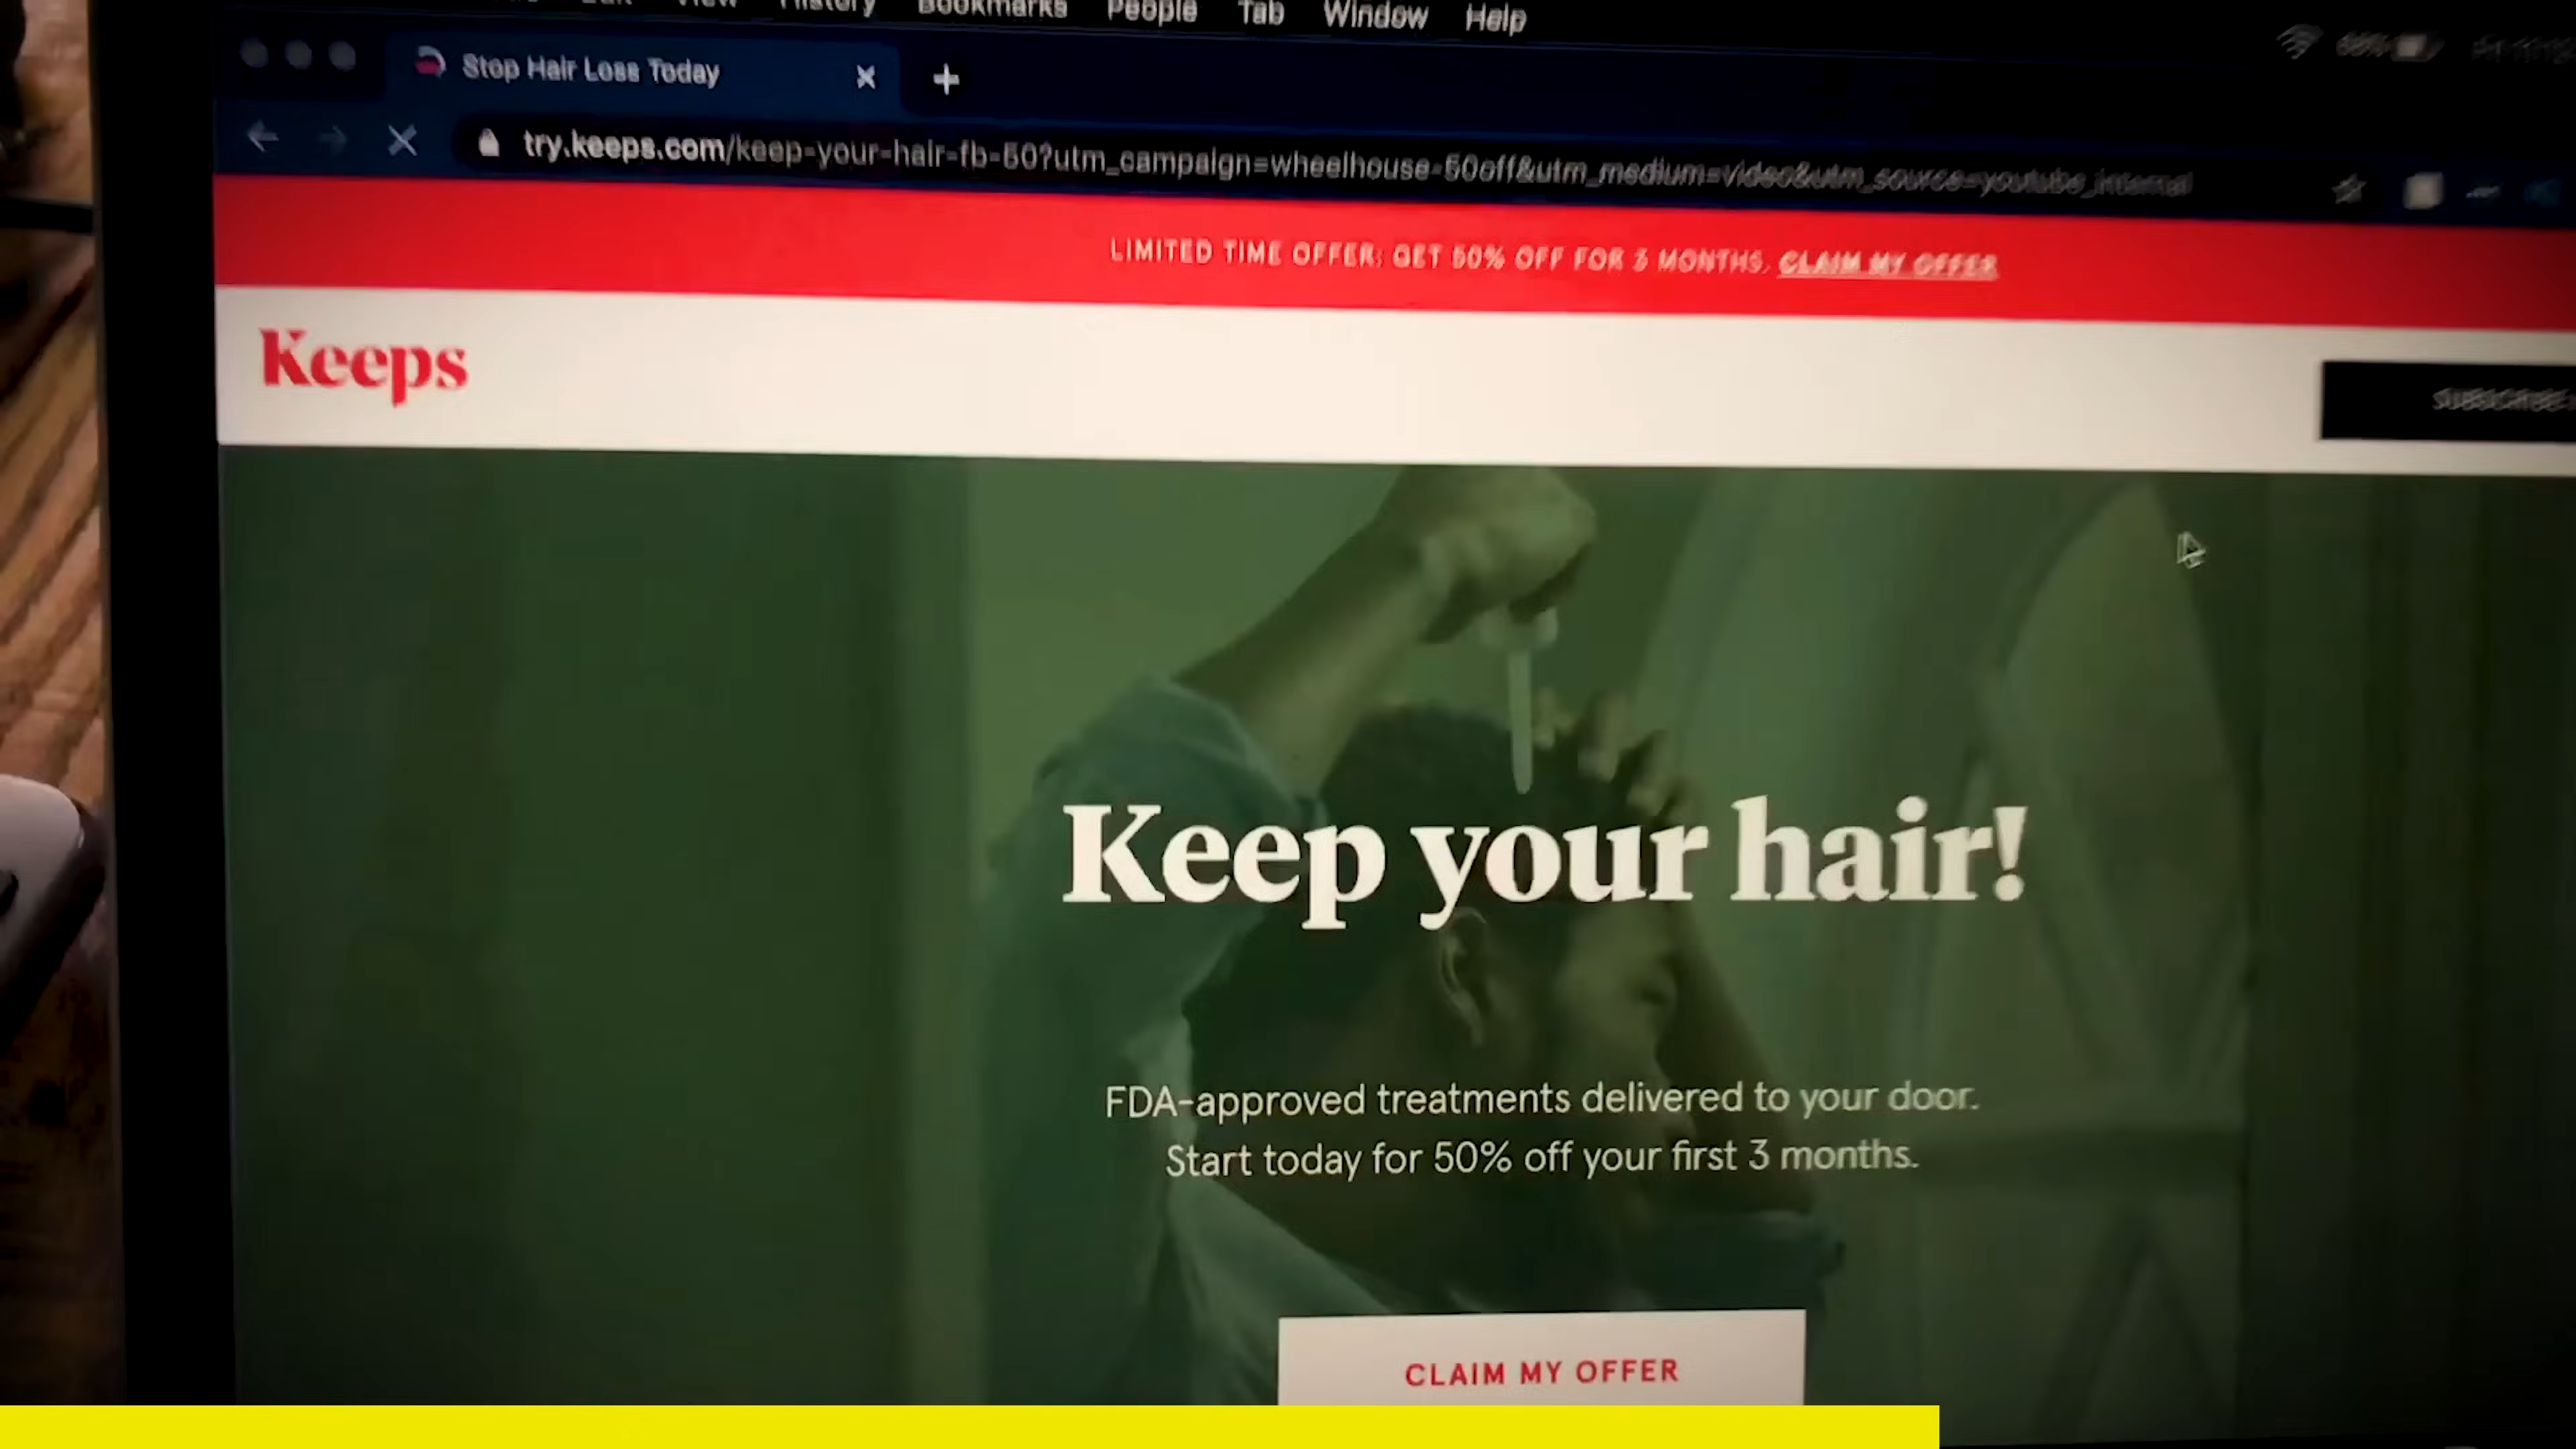 History Bookmarks People Tab Window Help
Stop Hair Loss Today
try.keeps.com/keep-your-hair-fb-50?utm_campaign=wheelhouse-50off&utm_medium=video&utm_source=youtube_internal
LIMITED TIME OFFER: GET 50% OFF FOR 3 MONTHS. CLAIM MY OFFER
Keeps
Keep your hair!
FDA-approved treatments delivered to your door.
Start today for 50% off your first 3 months.
CLAIM MY OFFER